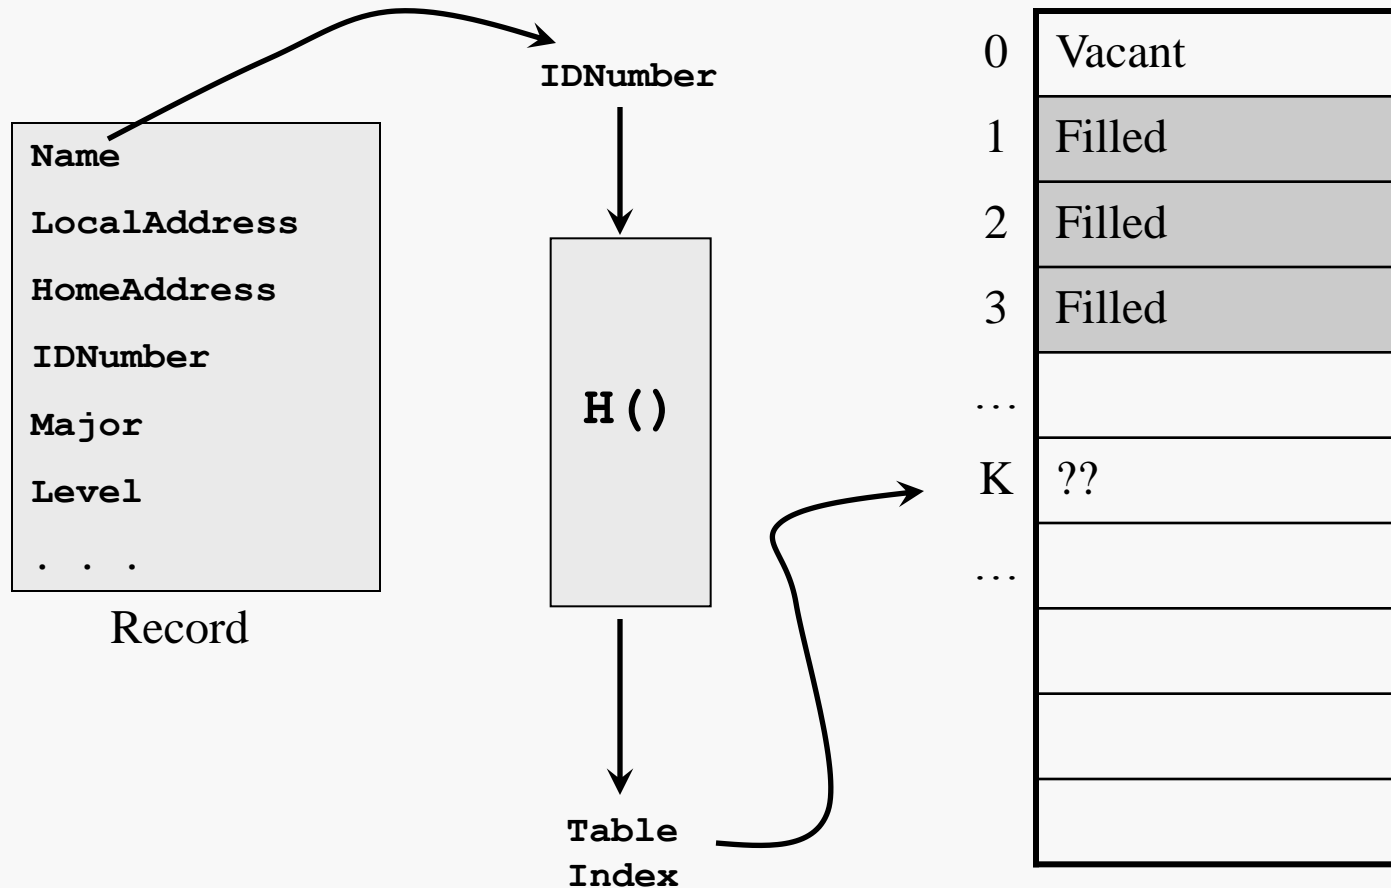 Name
LocalAddress
HomeAddress
IDNumber
Major
Level
. . .
Record
IDNumber
H()
Table
Index
0 Vacant
1 Filled
2 Filled
3 Filled
...
K ??
...